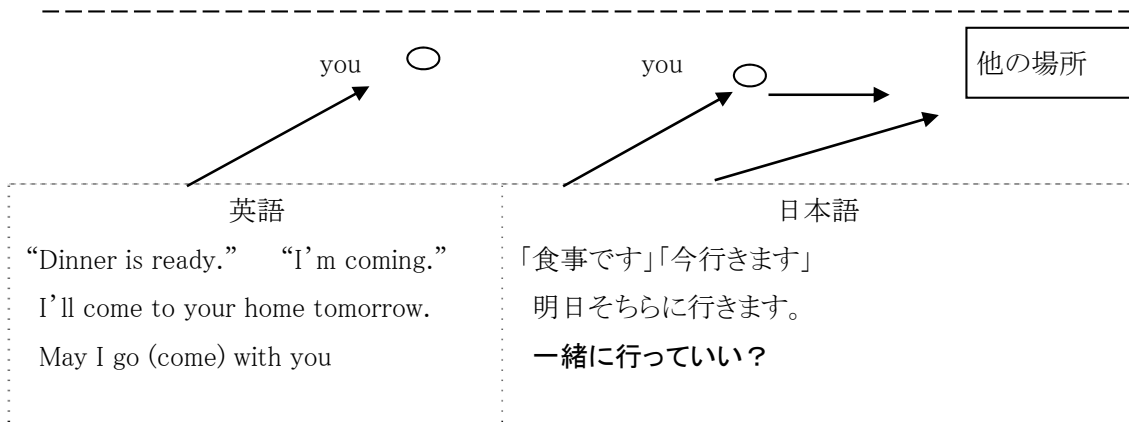 you you 他の場所
英語 日本語
“Dinner is ready.” “I’m coming.” 「食事です」「今行きます」
I’ll come to your home tomorrow. 明日そちらに行きます。
May I go (come) with you 一緒に行っていい？